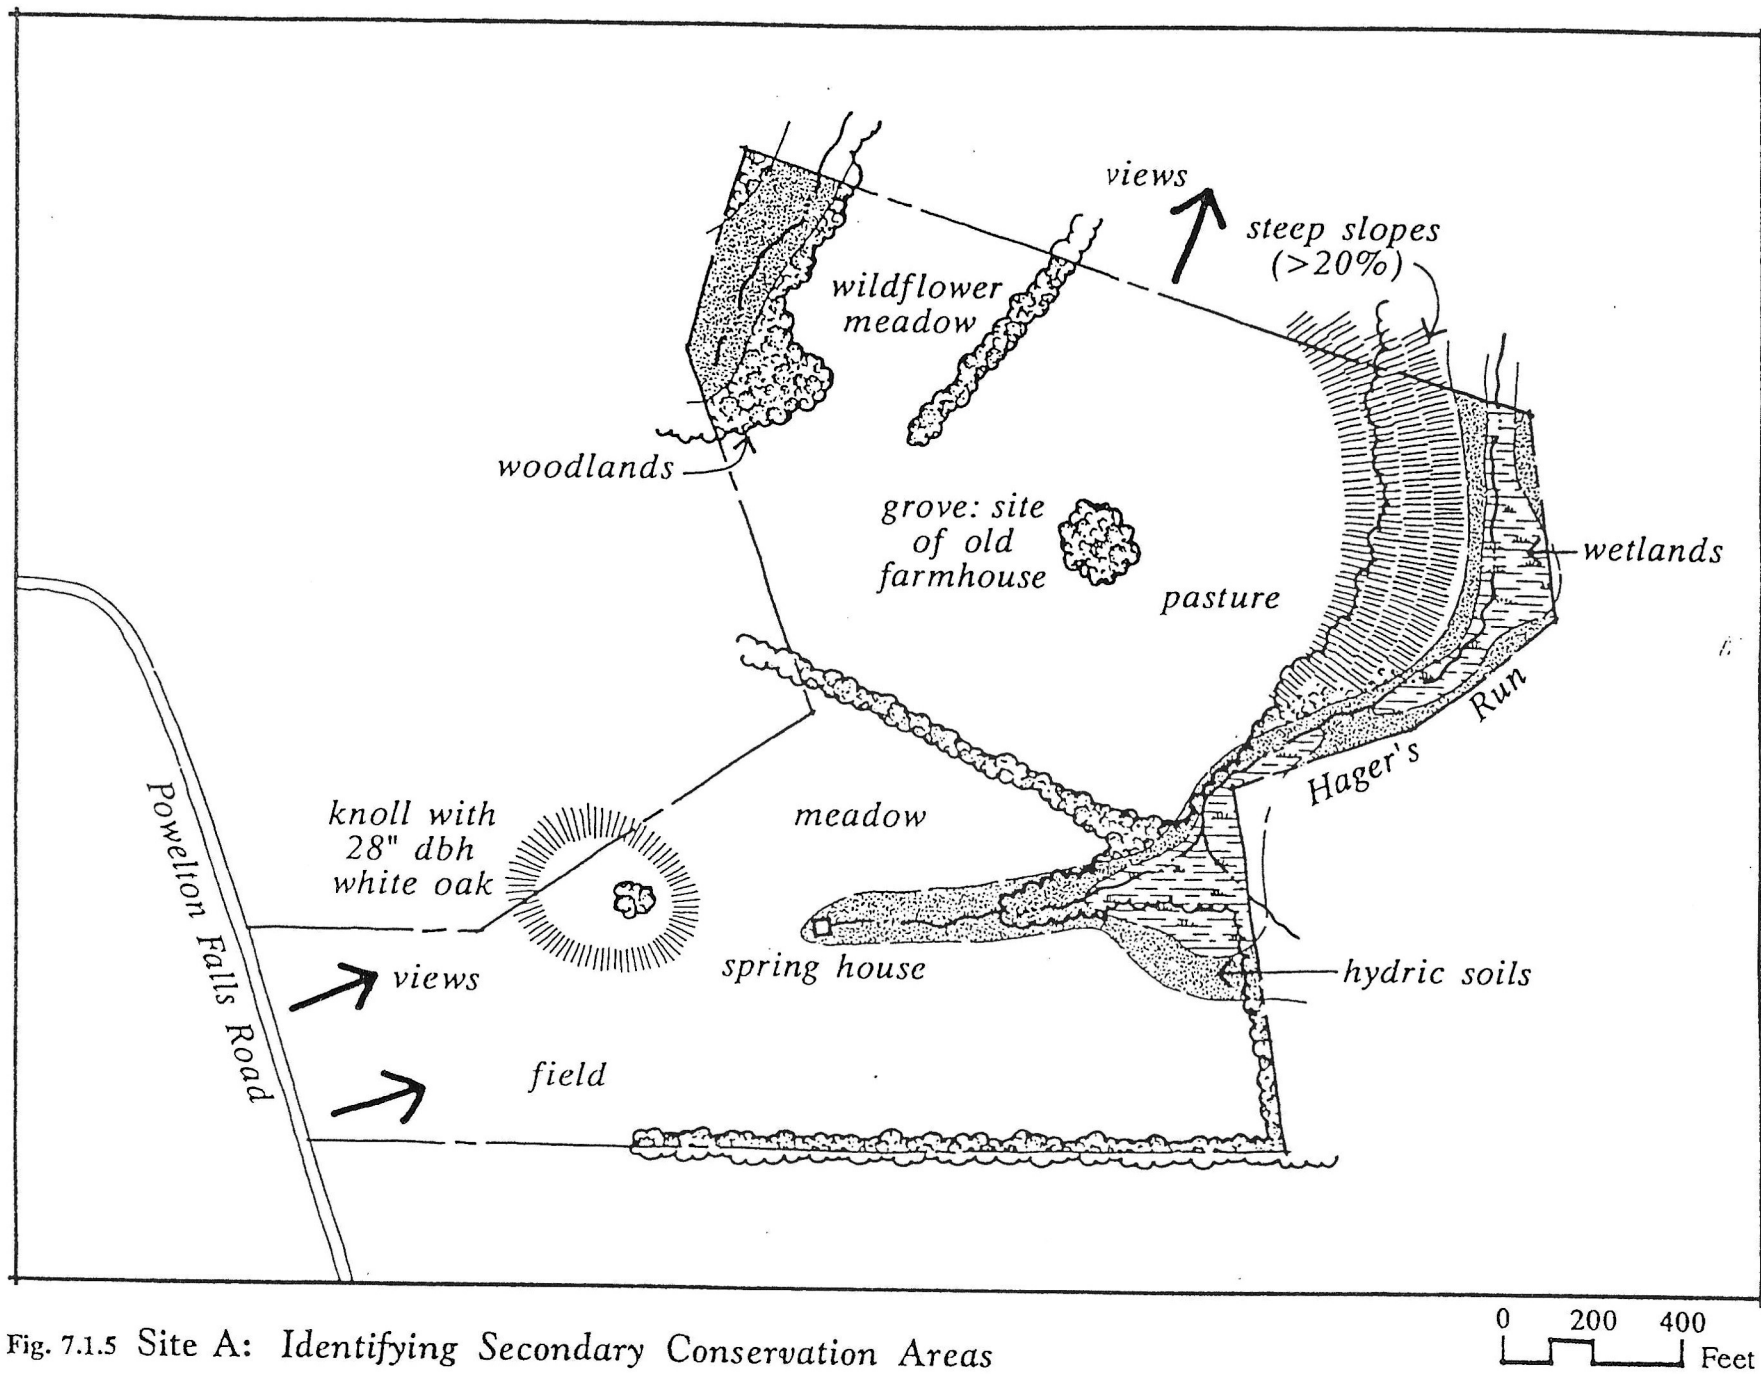 views
steep slopes
(>20%)
wildflower
meadow
woodlands
grove: site
of old
farmhouse
pasture
wetlands
Hager's Run
knoll with
28" dbh
white oak
meadow
Powelton Falls Road
views
spring house
hydric soils
field
0 200 400
Feet
Fig. 7.1.5 Site A: Identifying Secondary Conservation Areas